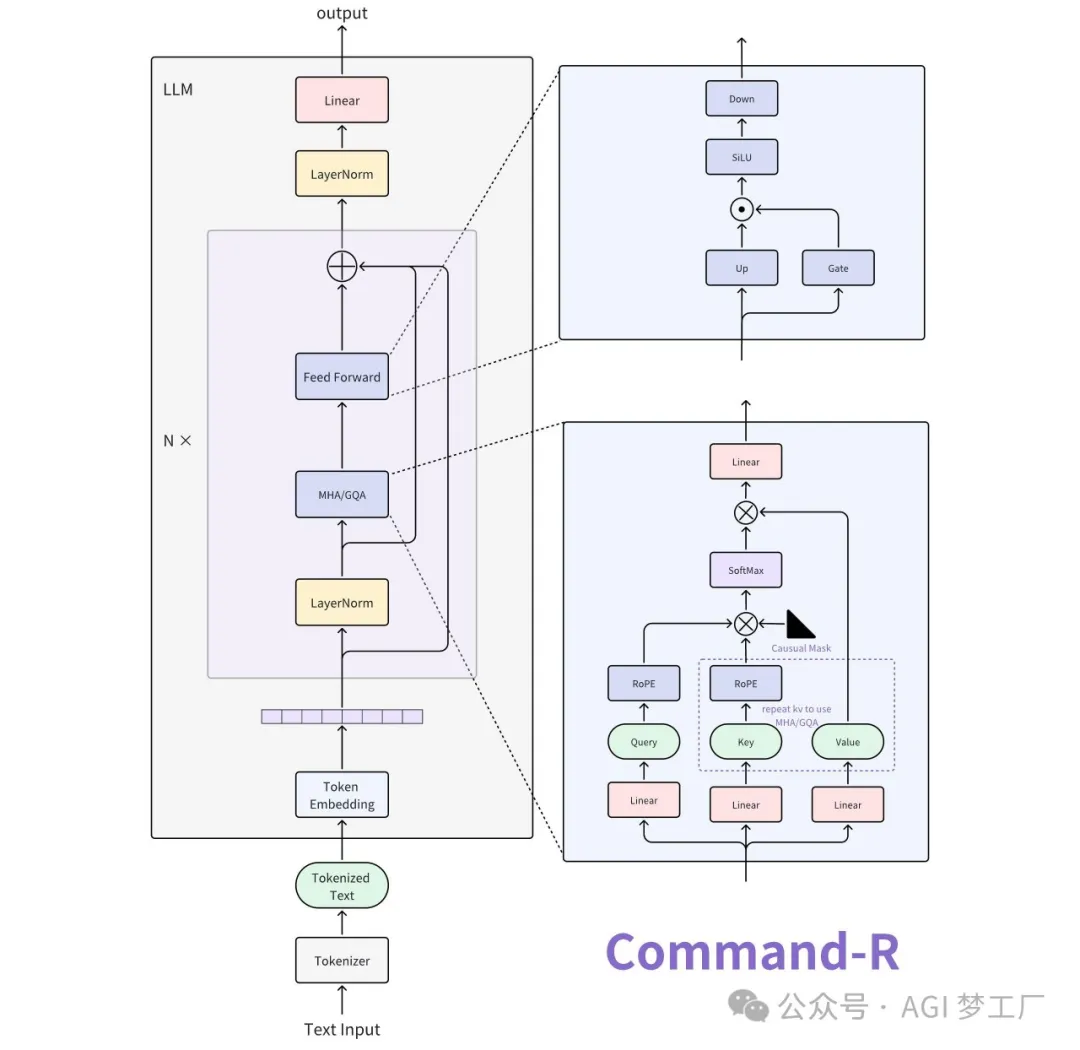 output
LLM
Linear
LayerNorm
Feed Forward
N ×
MHA/GQA
LayerNorm
Token
Embedding
Tokenized
Text
Tokenizer
Text Input
Down
SiLU
Up
Gate
Linear
SoftMax
Causual Mask
RoPE
RoPE
repeat kv to use
MHA/GQA
Query
Key
Value
Linear
Linear
Linear
Command-R
公众号 · AGI 梦工厂